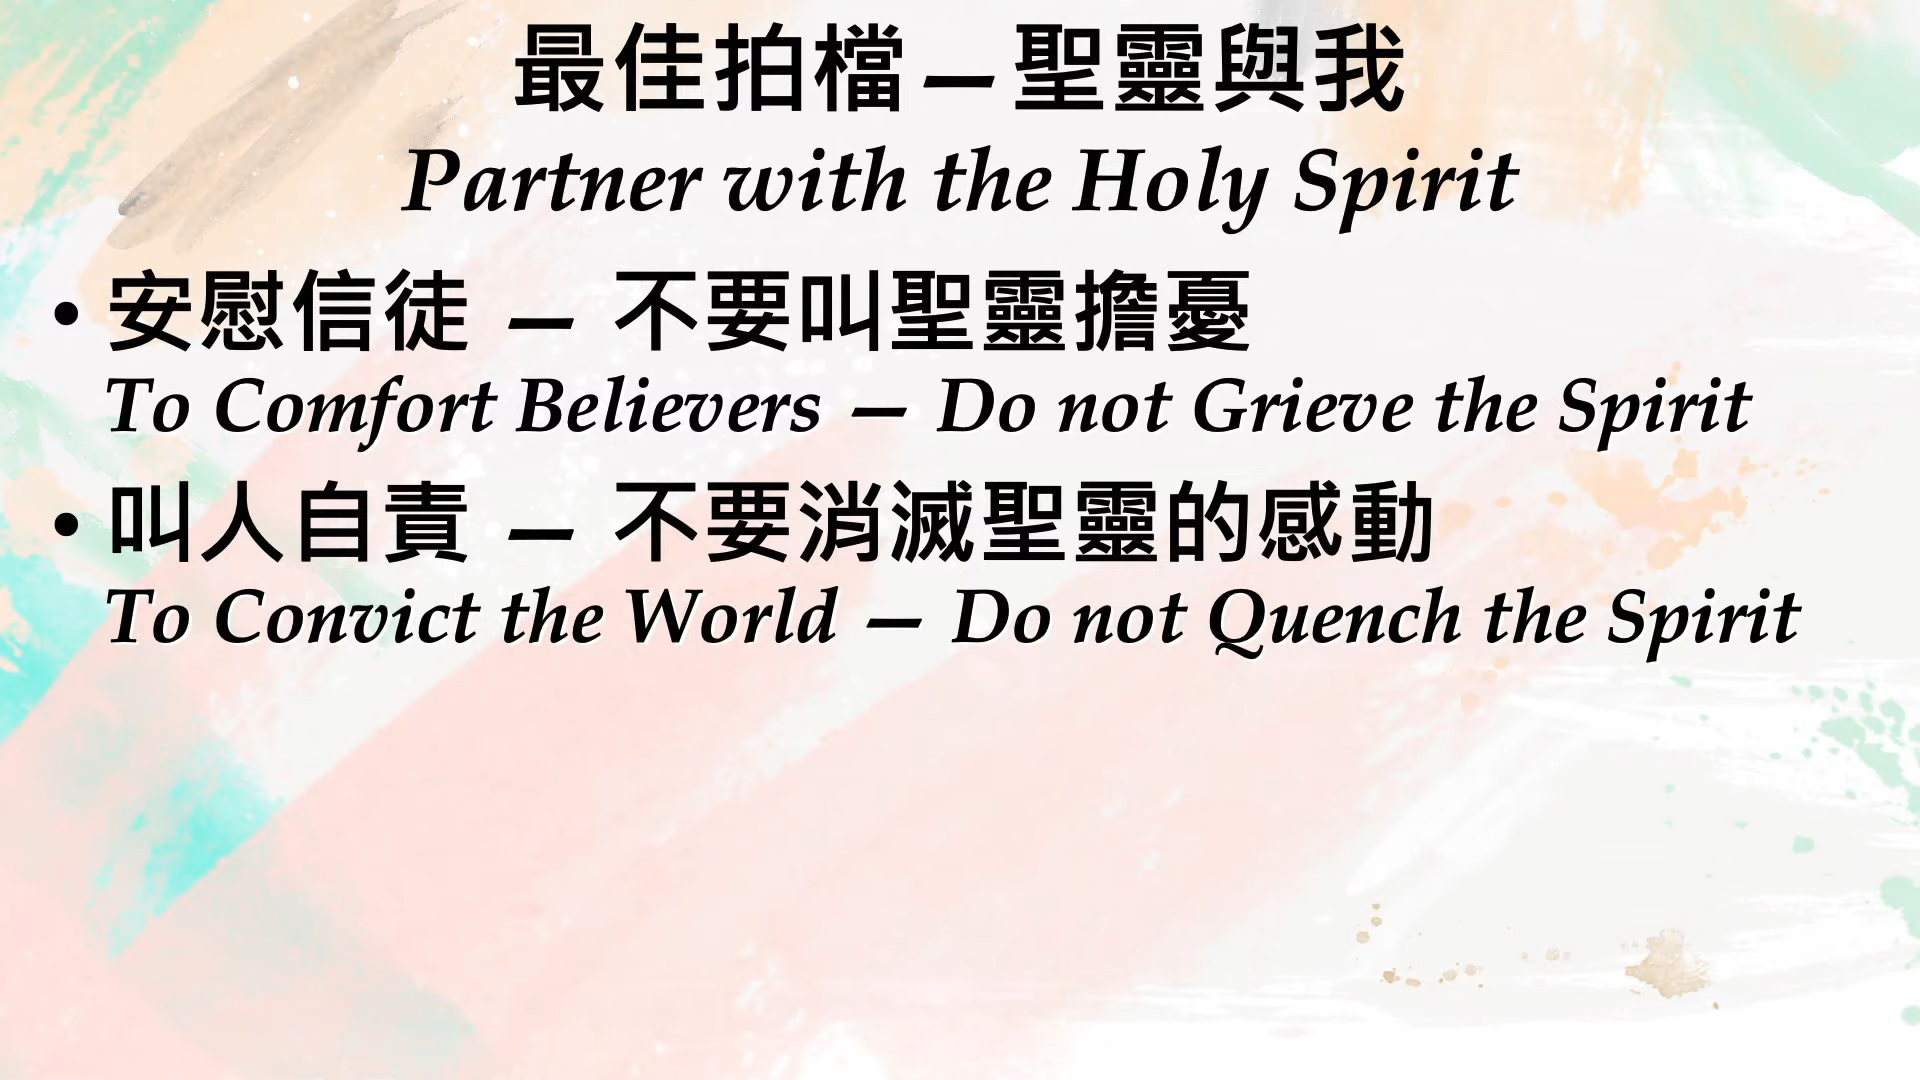 最佳拍檔—聖靈與我
Partner with the Holy Spirit
• 安慰信徒 — 不要叫聖靈擔憂
To Comfort Believers — Do not Grieve the Spirit
• 叫人自責 — 不要消滅聖靈的感動
To Convict the World — Do not Quench the Spirit